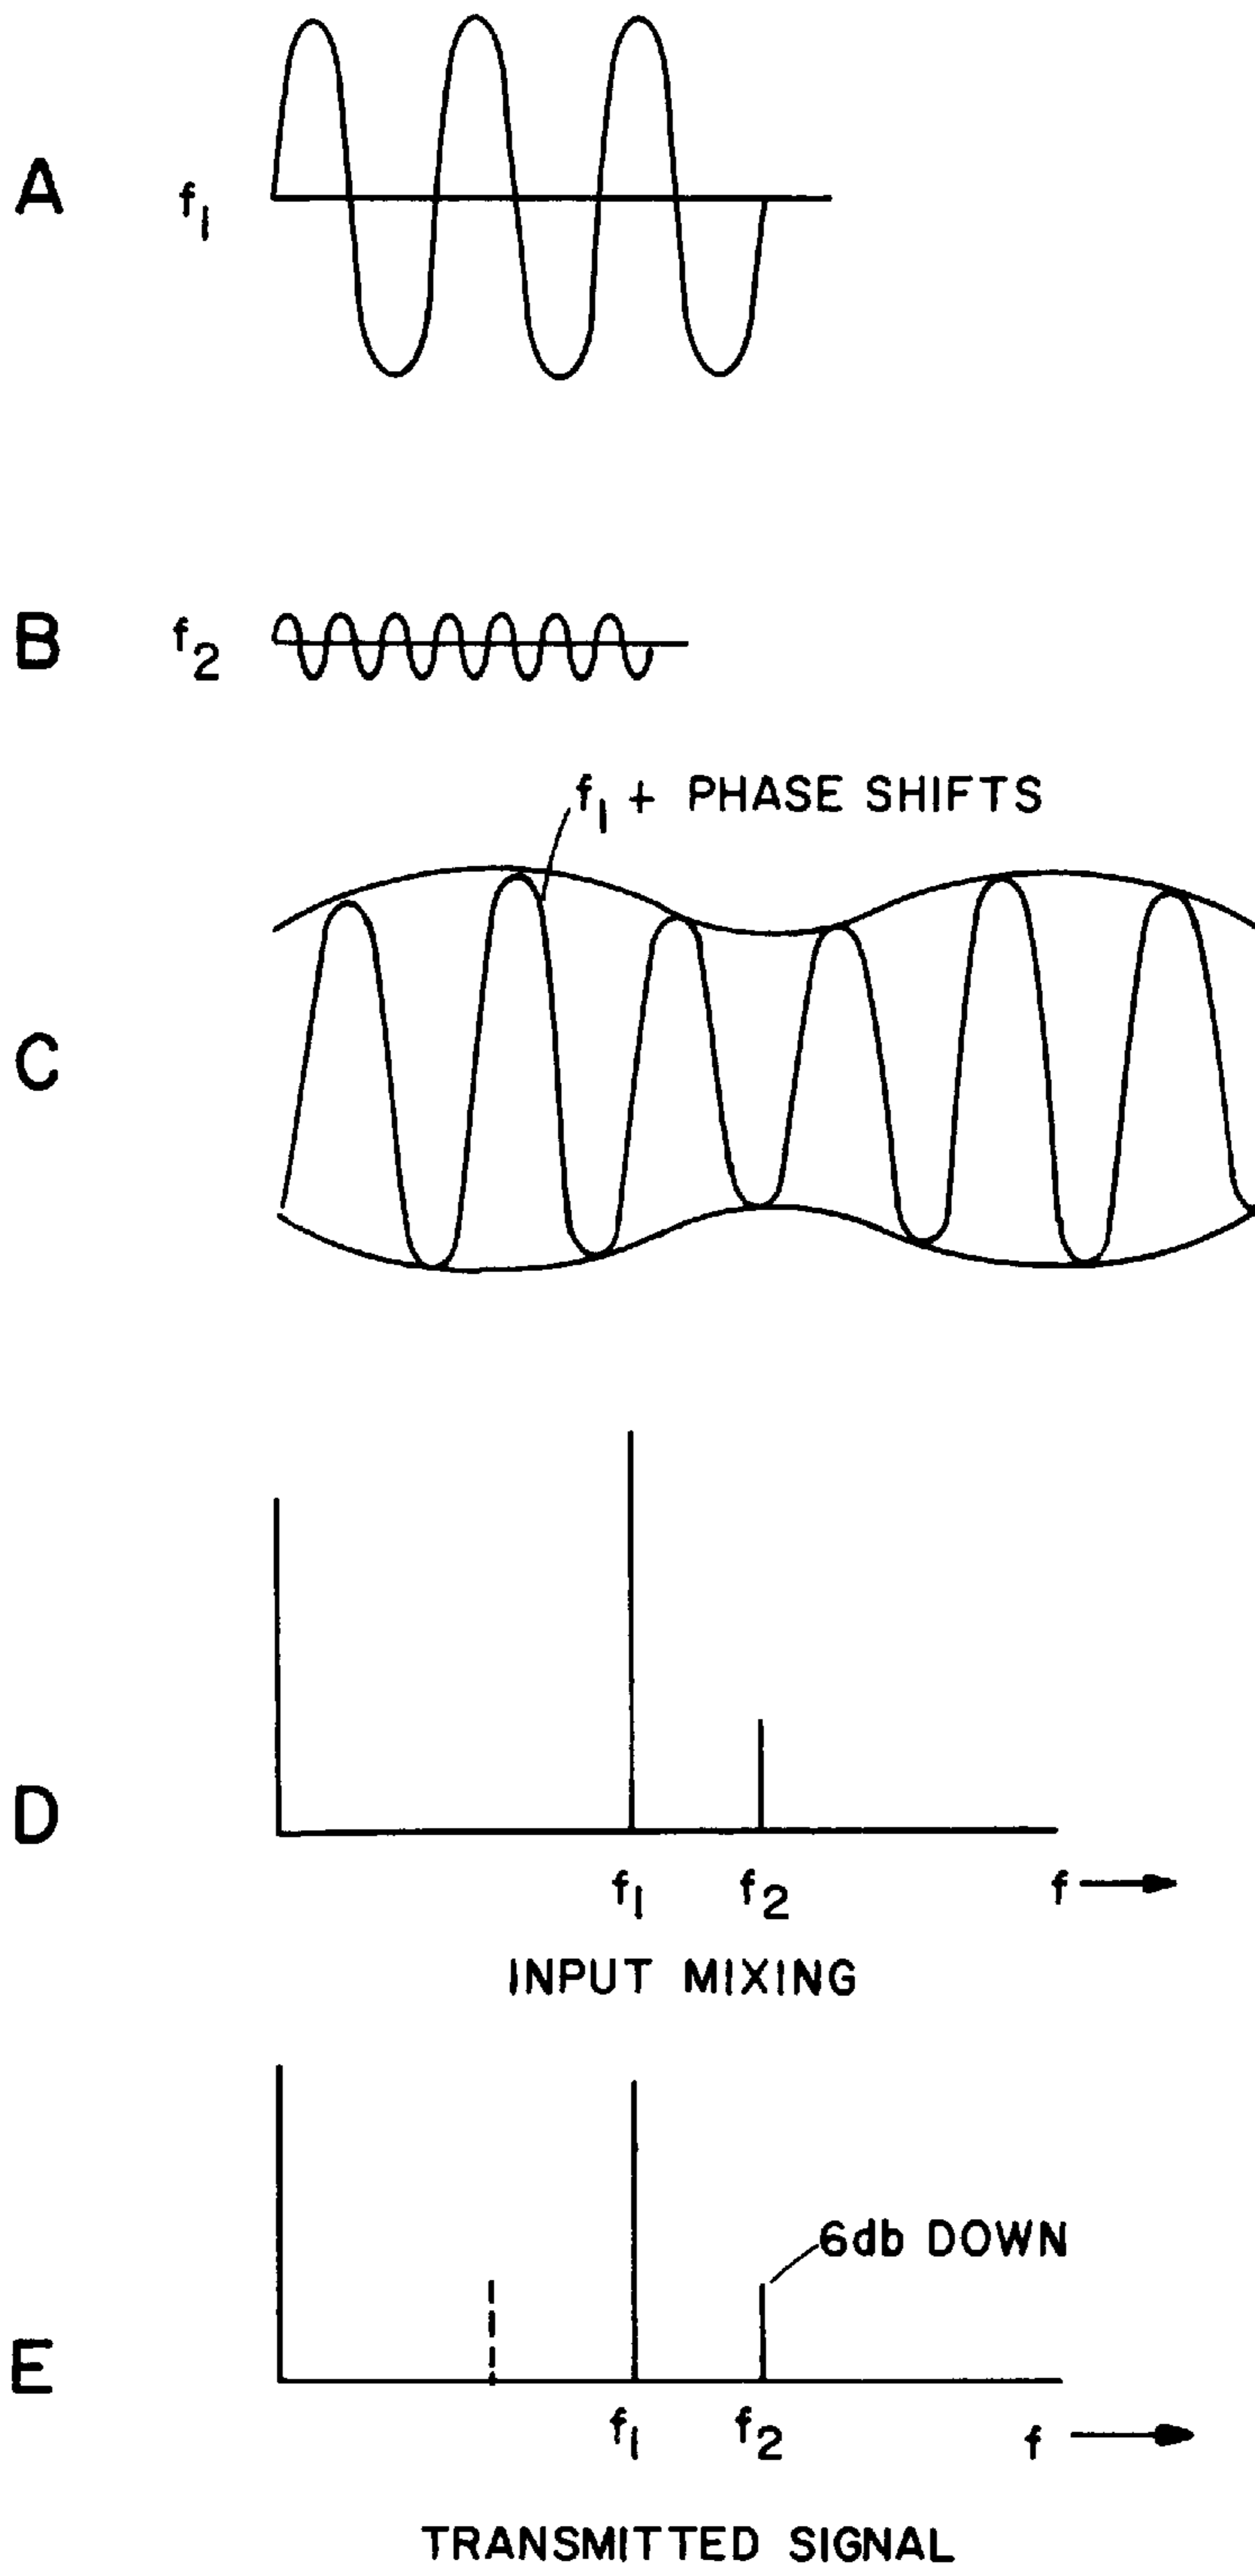 A f₁
B f₂
f₁ + PHASE SHIFTS
C
D
f₁ f₂ f
INPUT MIXING
6db DOWN
E
f₁ f₂ f
TRANSMITTED SIGNAL